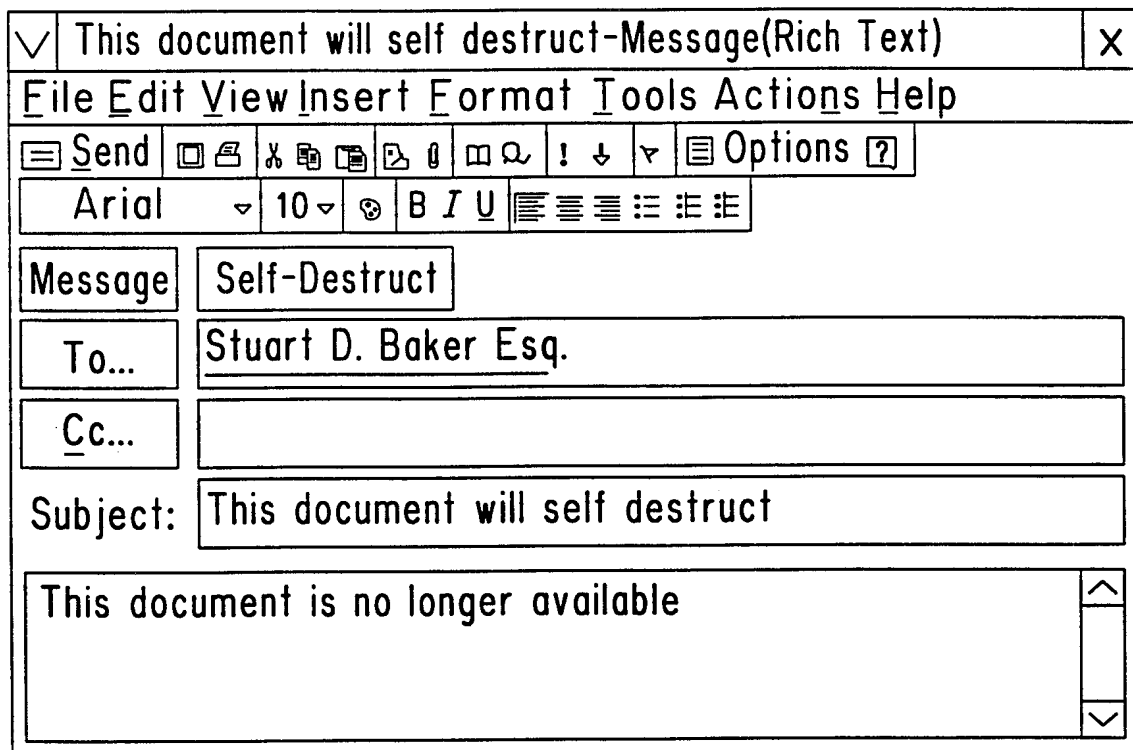 This document will self destruct-Message(Rich Text) X
File Edit View Insert Format Tools Actions Help
Send ! Options ?
Arial 10 B I U
Message Self-Destruct
To... Stuart D. Baker Esq.
Cc...
Subject: This document will self destruct
This document is no longer available